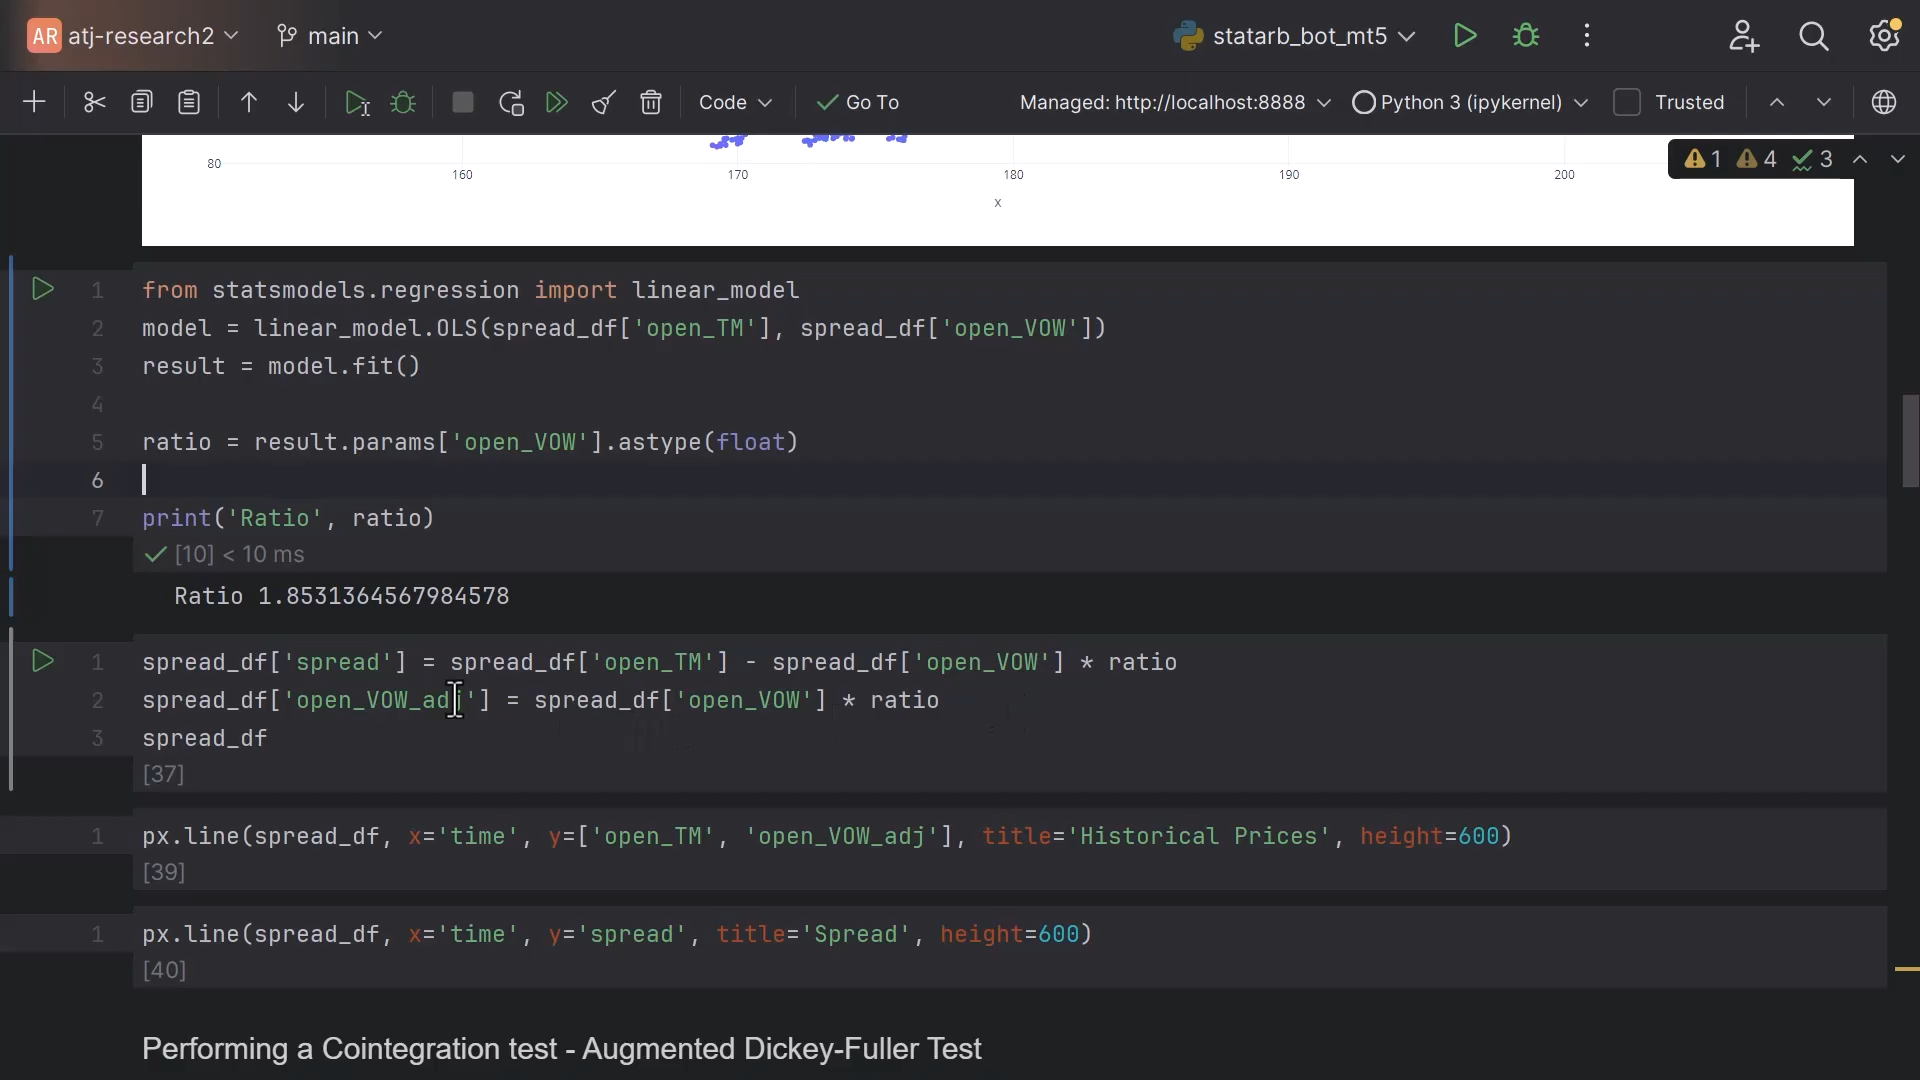 AR atj-research2 main statarb_bot_mt5
Code Go To Managed: http://localhost:8888 Python 3 (ipykernel) Trusted
1 4 3
80
160 170 180 190 200
x
1 from statsmodels.regression import linear_model
2 model = linear_model.OLS(spread_df['open_TM'], spread_df['open_VOW'])
3 result = model.fit()
4
5 ratio = result.params['open_VOW'].astype(float)
6
7 print('Ratio', ratio)
[10] < 10 ms
Ratio 1.8531364567984578
1 spread_df['spread'] = spread_df['open_TM'] - spread_df['open_VOW'] * ratio
2 spread_df['open_VOW_adj'] = spread_df['open_VOW'] * ratio
3 spread_df
[37]
1 px.line(spread_df, x='time', y=['open_TM', 'open_VOW_adj'], title='Historical Prices', height=600)
[39]
1 px.line(spread_df, x='time', y='spread', title='Spread', height=600)
[40]
Performing a Cointegration test - Augmented Dickey-Fuller Test